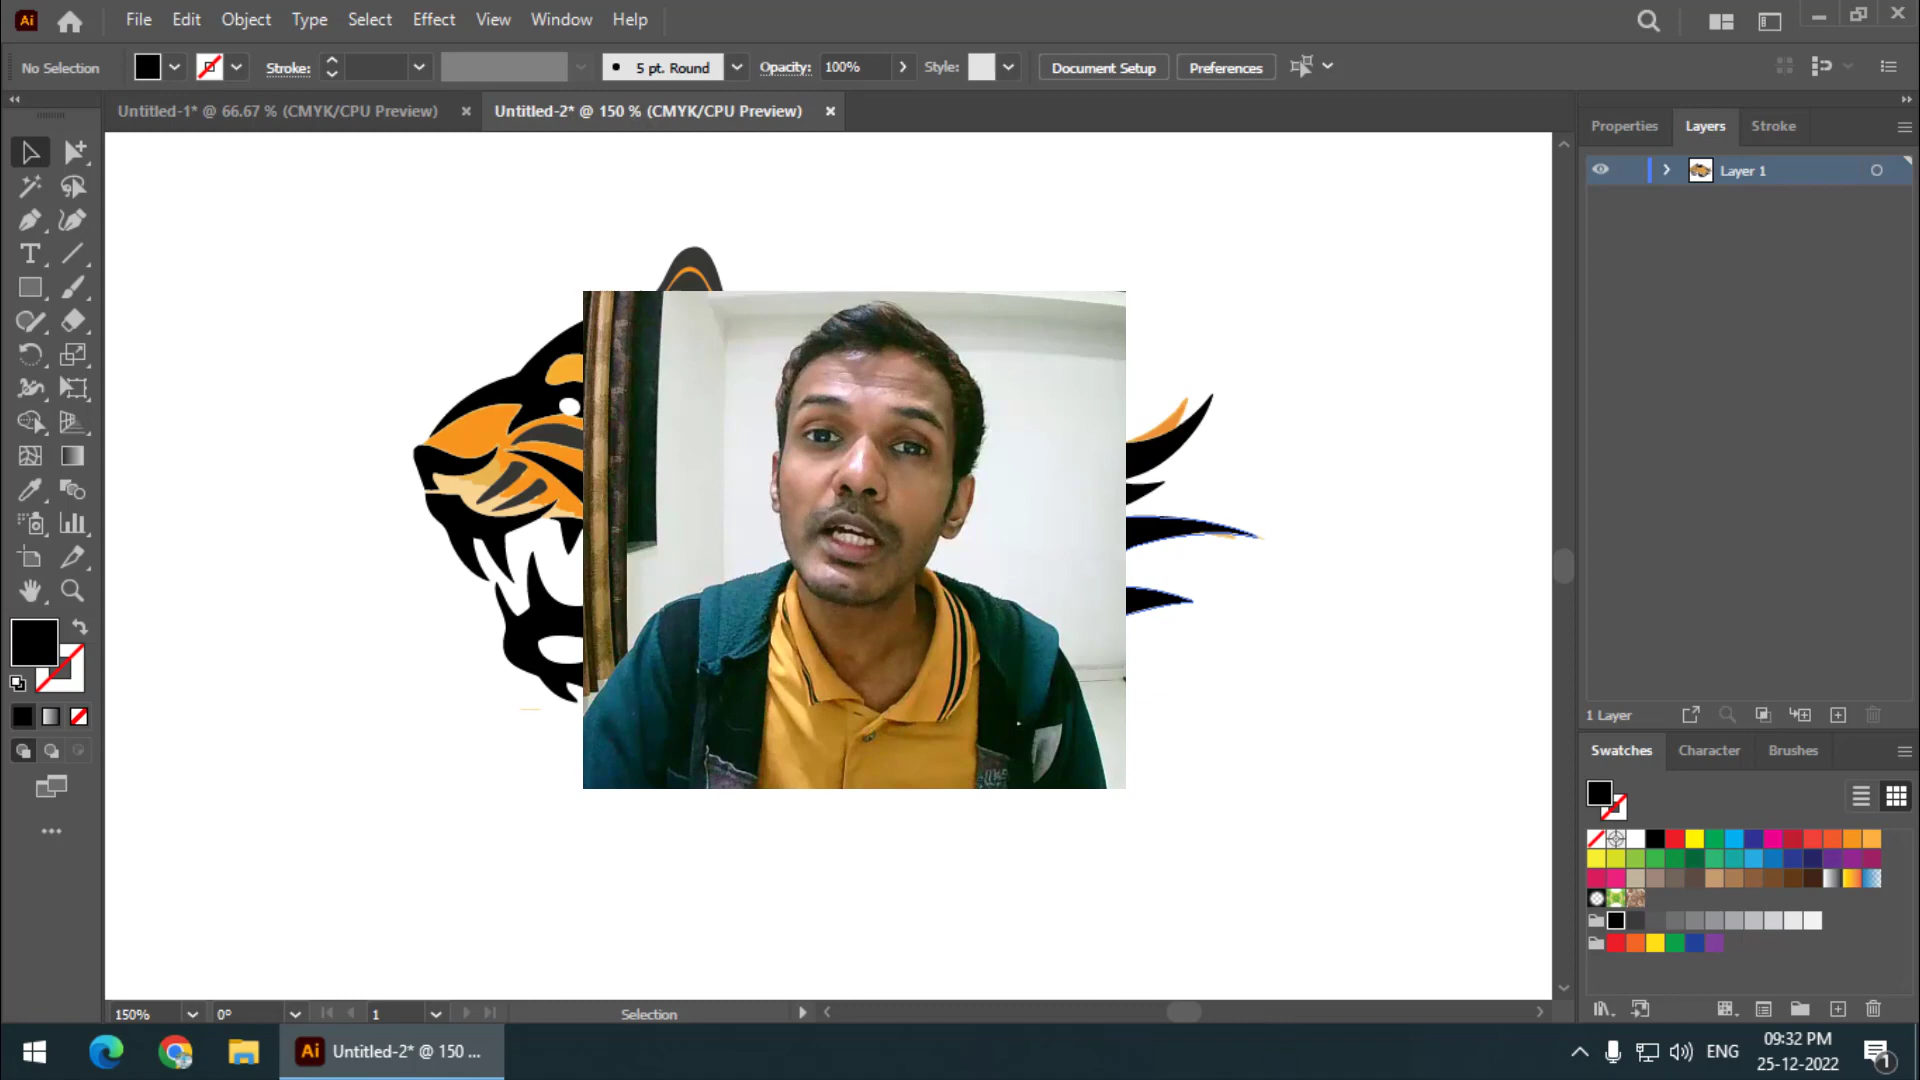 Ai File Edit Object Type Select Effect View Window Help
No Selection Stroke: 5 pt. Round Opacity: 100% Style: Document Setup Preferences
Untitled-1* @ 66.67 % (CMYK/CPU Preview) Untitled-2* @ 150 % (CMYK/CPU Preview)
Properties Layers Stroke
Layer 1
1 Layer
Swatches Character Brushes
150% 0° 1 Selection
Ai Untitled-2* @ 150 ... ENG 09:32 PM
25-12-2022
1